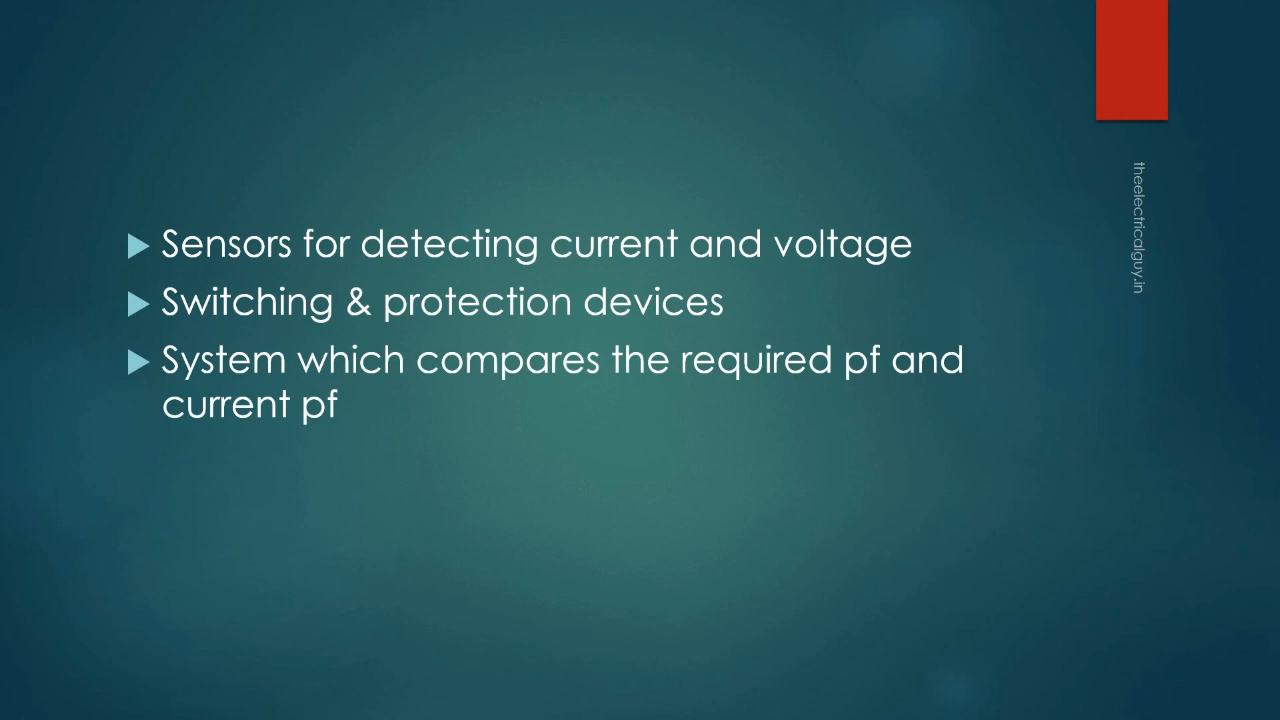 Sensors for detecting current and voltage
Switching & protection devices
System which compares the required pf and
current pf
theelectricalguy.in